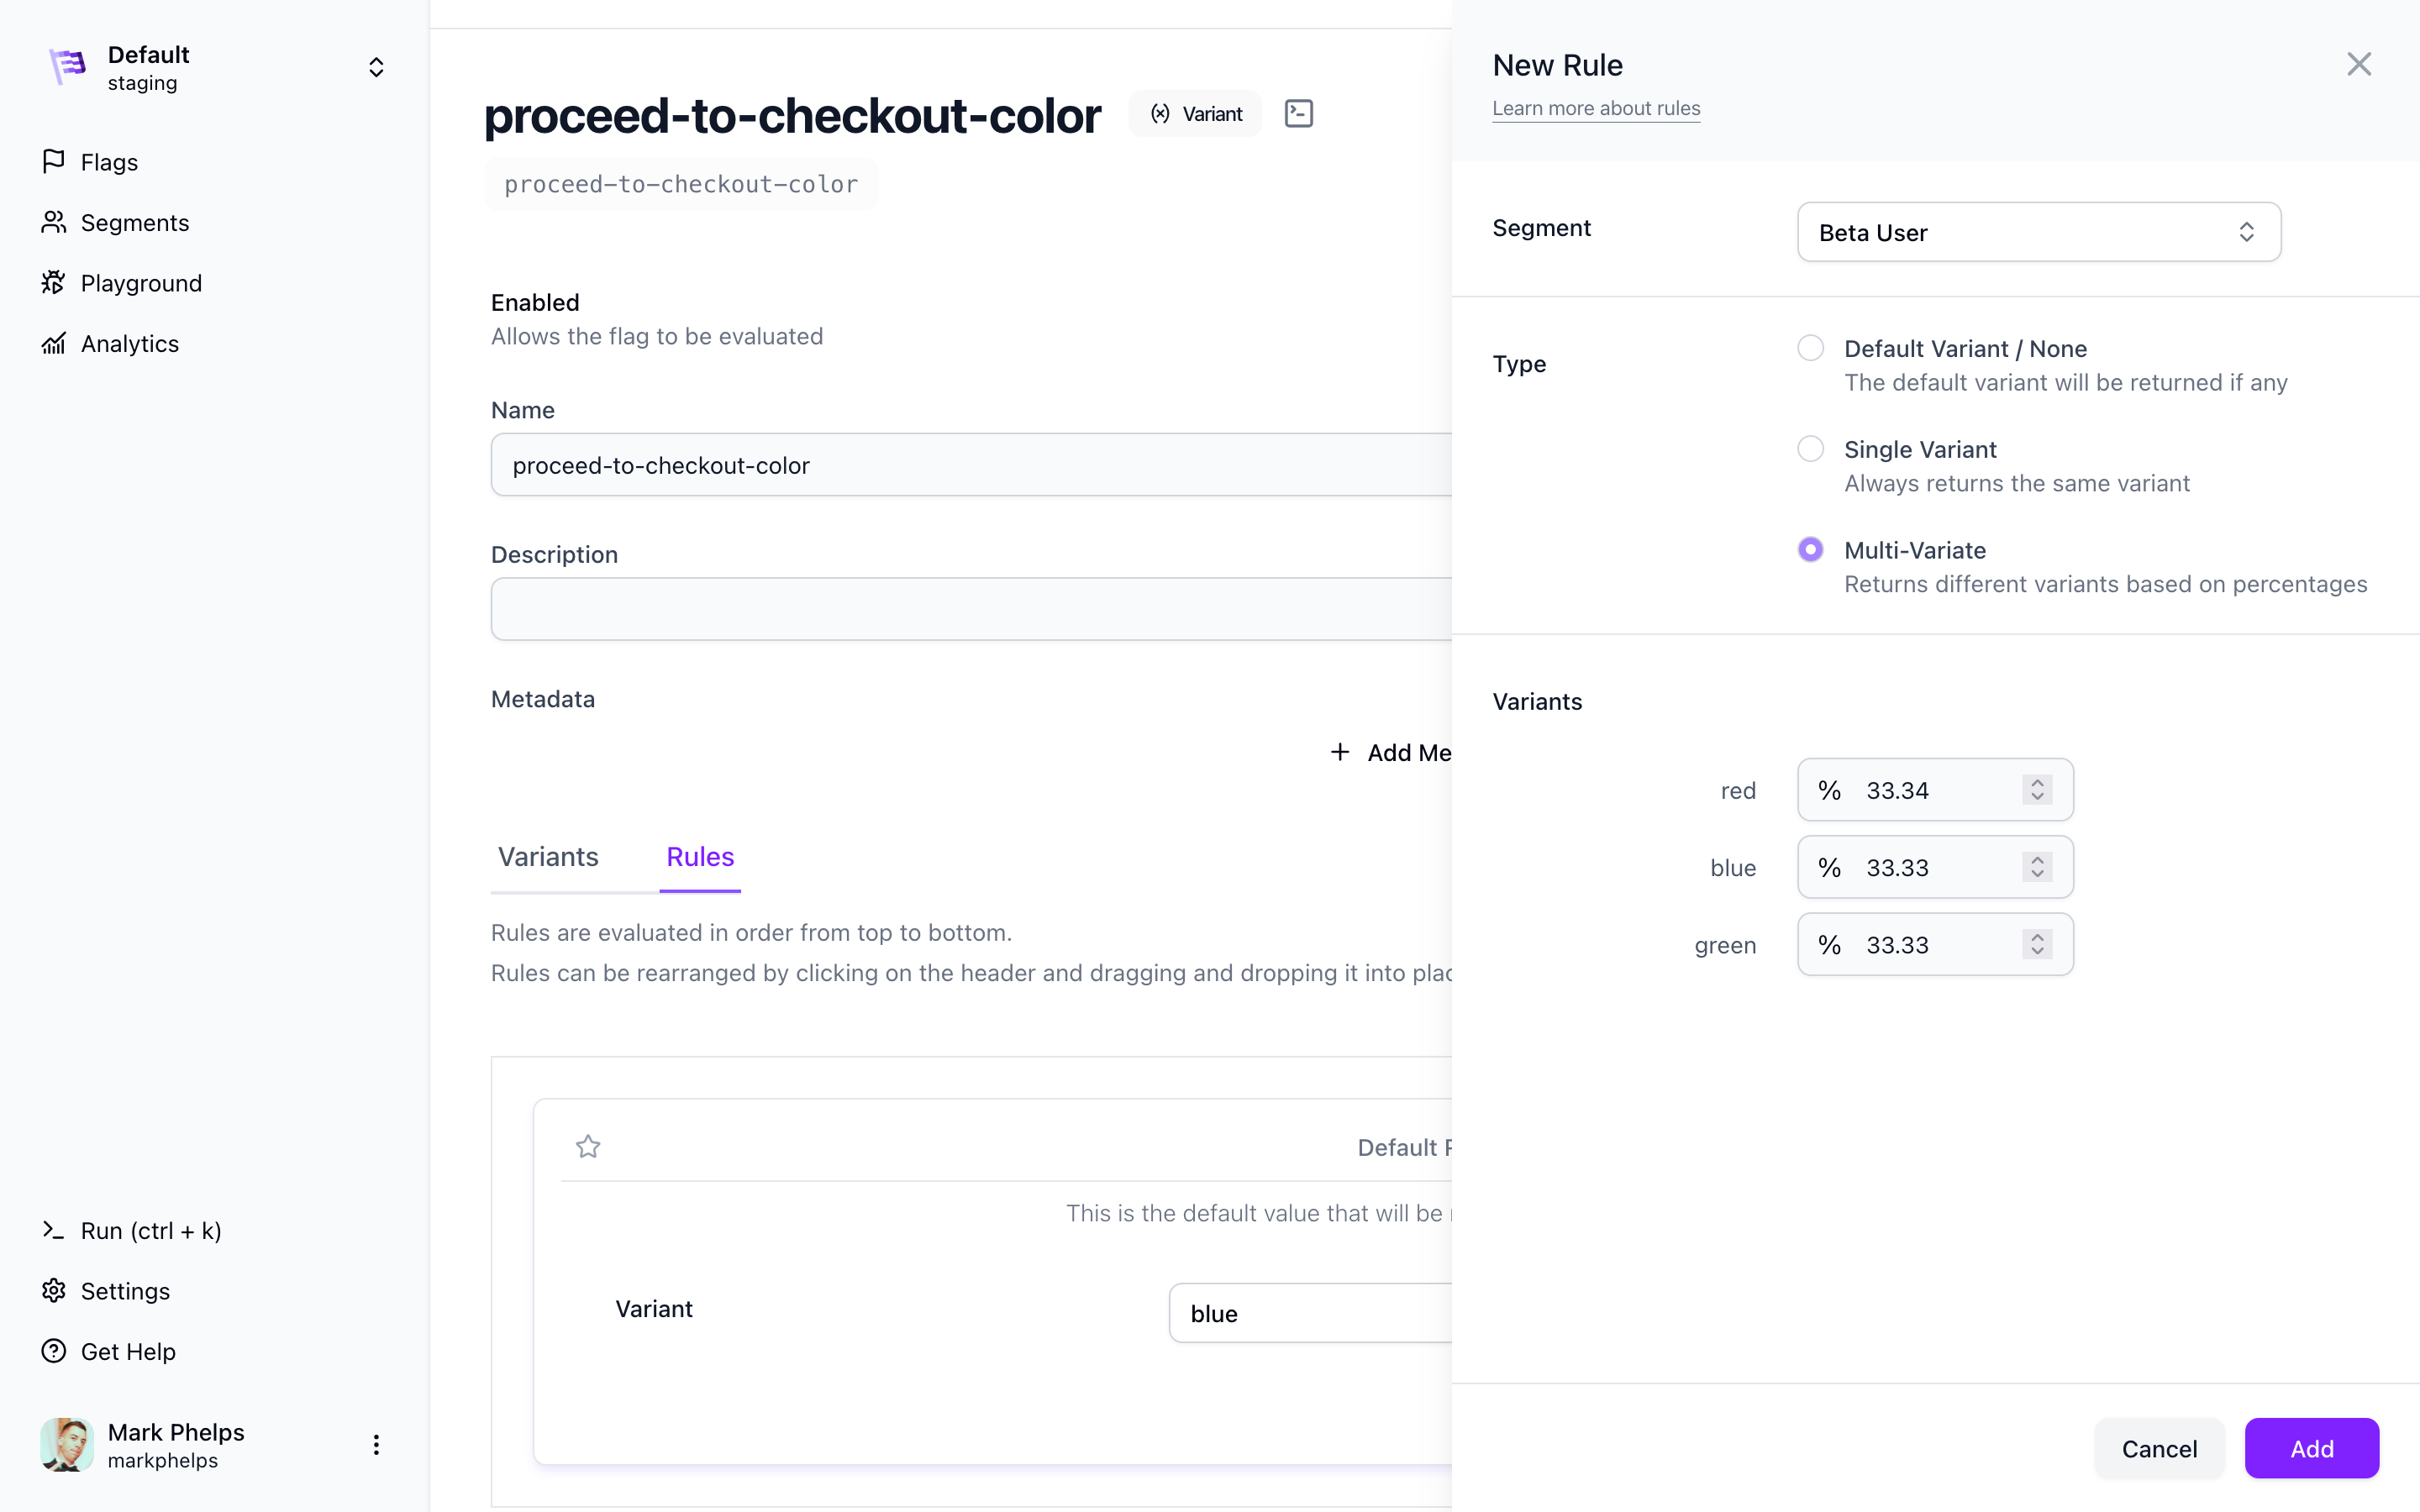 Default
staging
Flags
Segments
Playground
Analytics
Run (ctrl + k)
Settings
Get Help
Mark Phelps
markphelps
proceed-to-checkout-color
Variant
proceed-to-checkout-color
Enabled
Allows the flag to be evaluated
Name
proceed-to-checkout-color
Description
Metadata
Add Me
Variants
Rules
Rules are evaluated in order from top to bottom.
Rules can be rearranged by clicking on the header and dragging and dropping it into plac
Default
This is the default value that will be
Variant
blue
New Rule
Learn more about rules
Segment
Beta User
Type
Default Variant / None
The default variant will be returned if any
Single Variant
Always returns the same variant
Multi-Variate
Returns different variants based on percentages
Variants
red % 33.34
blue % 33.33
green % 33.33
Cancel
Add